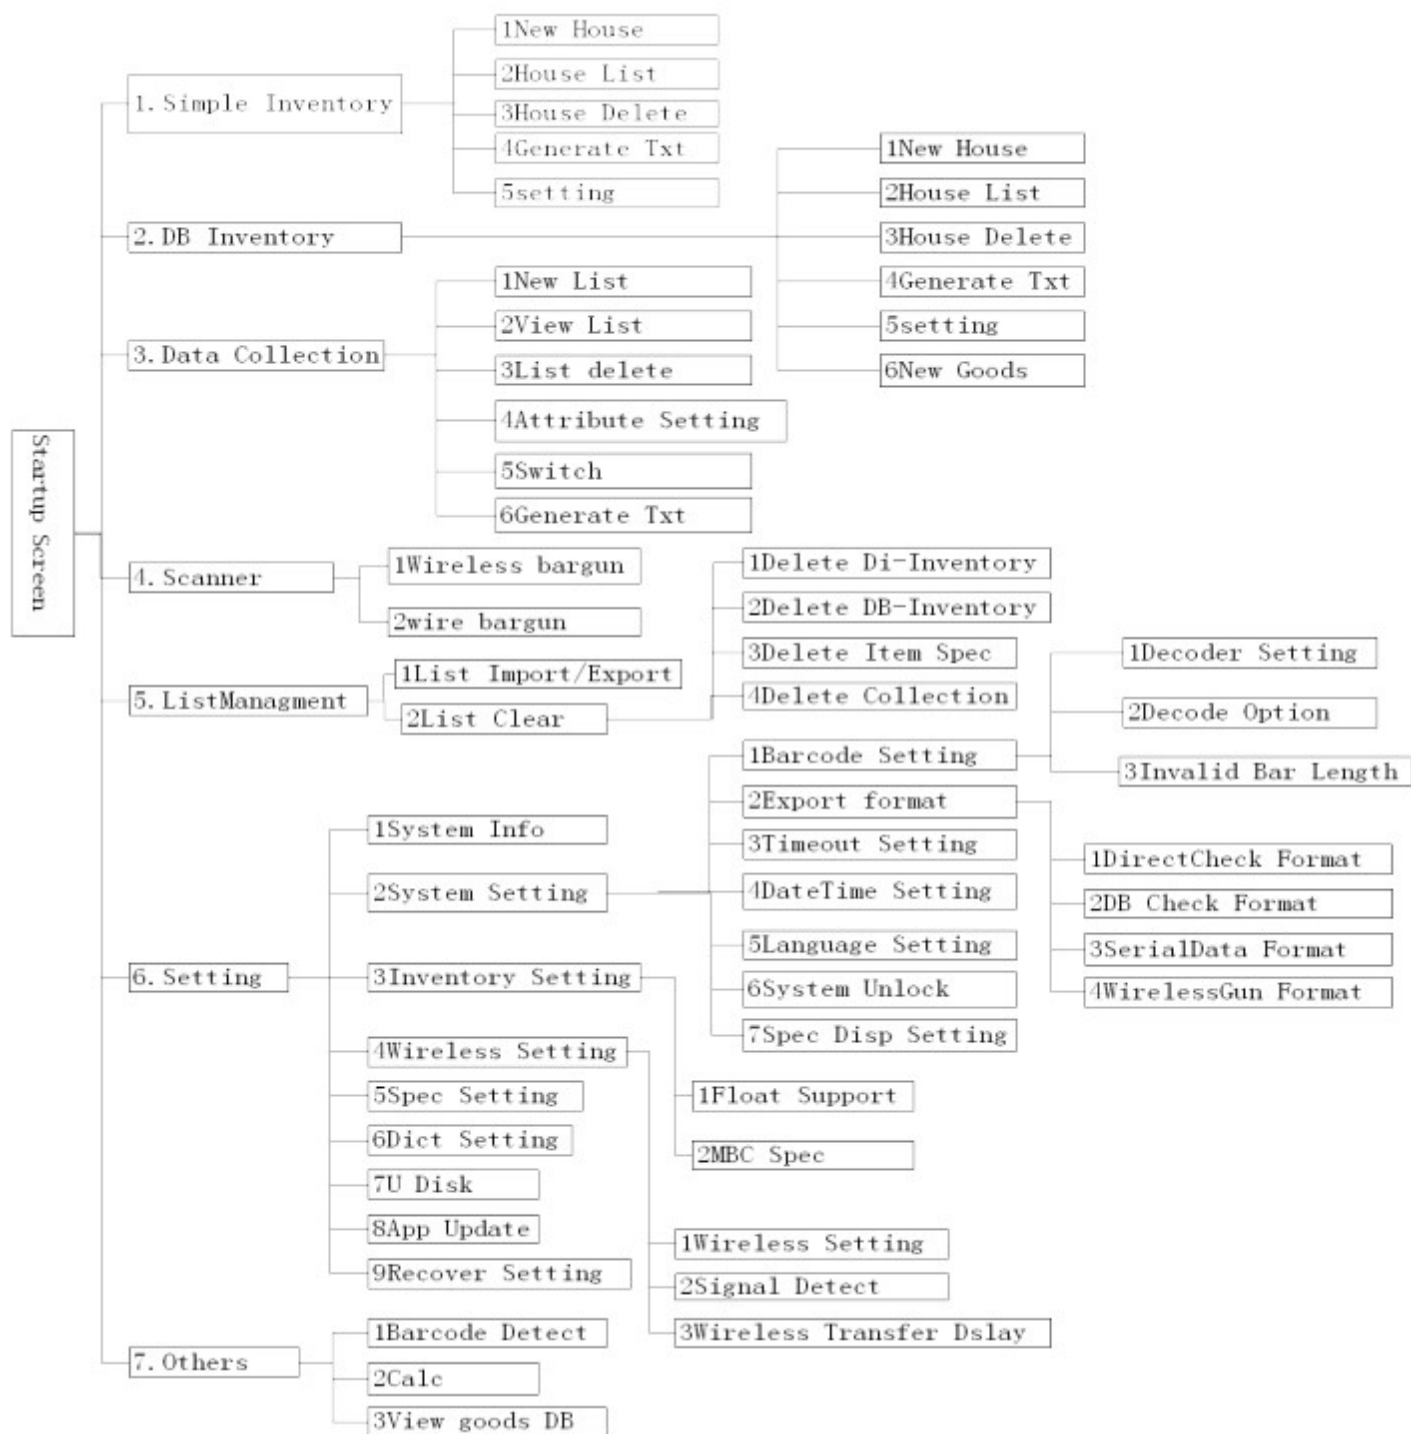 Startup Screen
1.Simple Inventory
1New House
2House List
3House Delete
4Generate Txt
5setting
2.DB Inventory
1New House
2House List
3House Delete
4Generate Txt
5setting
6New Goods
3.Data Collection
1New List
2View List
3List delete
4Attribute Setting
5Switch
6Generate Txt
4.Scanner
1Wireless bargun
2wire bargun
5.ListManagment
1List Import/Export
2List Clear
1Delete Di-Inventory
2Delete DB-Inventory
3Delete Item Spec
4Delete Collection
6.Setting
1System Info
2System Setting
1Barcode Setting
1Decoder Setting
2Decode Option
3Invalid Bar Length
2Export format
1DirectCheck Format
2DB Check Format
3SerialData Format
4WirelessGun Format
3Timeout Setting
4DateTime Setting
5Language Setting
6System Unlock
7Spec Disp Setting
3Inventory Setting
1Float Support
2MBC Spec
4Wireless Setting
1Wireless Setting
2Signal Detect
3Wireless Transfer Dslay
5Spec Setting
6Dict Setting
7U Disk
8App Update
9Recover Setting
7.Others
1Barcode Detect
2Calc
3View goods DB